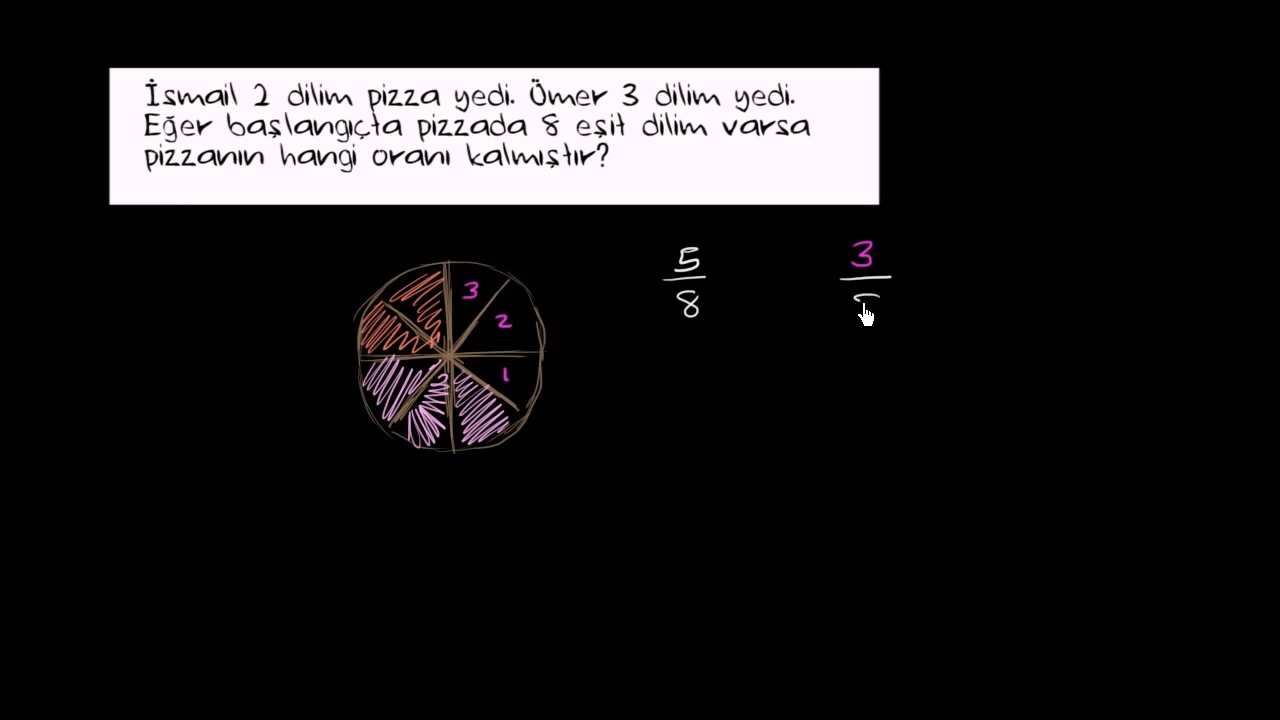 İsmail 2 dilim pizza yedi. Ömer 3 dilim yedi.
Eğer başlangıçta pizzada 8 eşit dilim varsa
pizzanın hangi oranı kalmıştır?
3
2
1
5
8
3